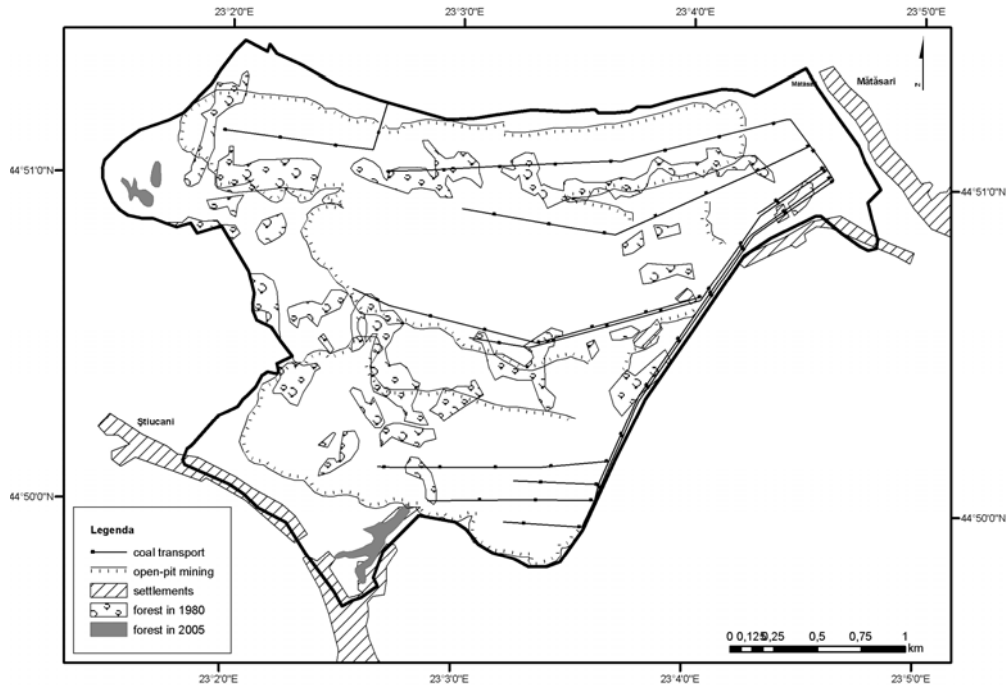 23°2'0"E 23°3'0"E 23°4'0"E 23°5'0"E
Mătăsari
44°51'0"N
44°51'0"N
Știucani
44°50'0"N
44°50'0"N
Legenda
coal transport
open-pit mining
settlements
forest in 1980
forest in 2005
0 0,125 0,25 0,5 0,75 1
km
23°2'0"E 23°3'0"E 23°4'0"E 23°5'0"E